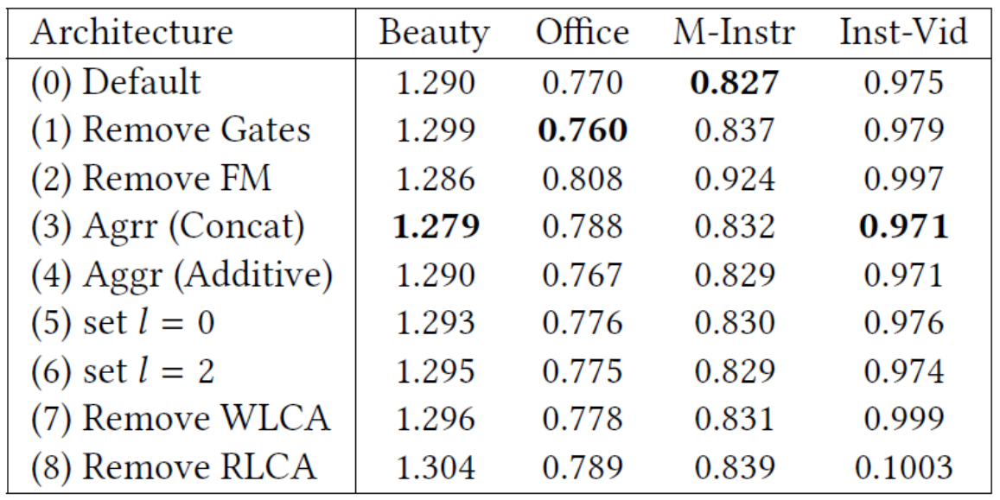 Architecture Beauty Office M-Instr Inst-Vid
(0) Default 1.290 0.770 0.827 0.975
(1) Remove Gates 1.299 0.760 0.837 0.979
(2) Remove FM 1.286 0.808 0.924 0.997
(3) Agrr (Concat) 1.279 0.788 0.832 0.971
(4) Aggr (Additive) 1.290 0.767 0.829 0.971
(5) set l = 0 1.293 0.776 0.830 0.976
(6) set l = 2 1.295 0.775 0.829 0.974
(7) Remove WLCA 1.296 0.778 0.831 0.999
(8) Remove RLCA 1.304 0.789 0.839 0.1003